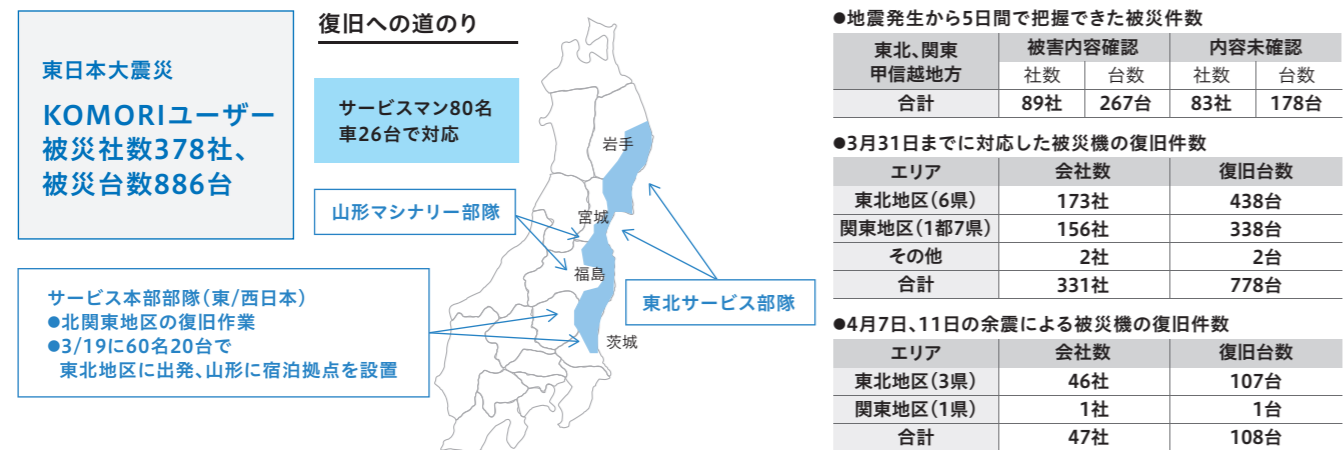 東日本大震災
KOMORIユーザー
被災社数378社、
被災台数886台
復旧への道のり
サービスマン80名
車26台で対応
山形マシナリー部隊
サービス本部部隊（東/西日本）
●北関東地区の復旧作業
●3/19に60名20台で
東北地区に出発、山形に宿泊拠点を設置
岩手
宮城
福島
茨城
東北サービス部隊
●地震発生から5日間で把握できた被災件数
東北、関東 被害内容確認 内容未確認
甲信越地方 社数 台数 社数 台数
合計 89社 267台 83社 178台
●3月31日までに対応した被災機の復旧件数
エリア 会社数 復旧台数
東北地区（6県） 173社 438台
関東地区（1都7県） 156社 338台
その他 2社 2台
合計 331社 778台
●4月7日、11日の余震による被災機の復旧件数
エリア 会社数 復旧台数
東北地区（3県） 46社 107台
関東地区（1県） 1社 1台
合計 47社 108台